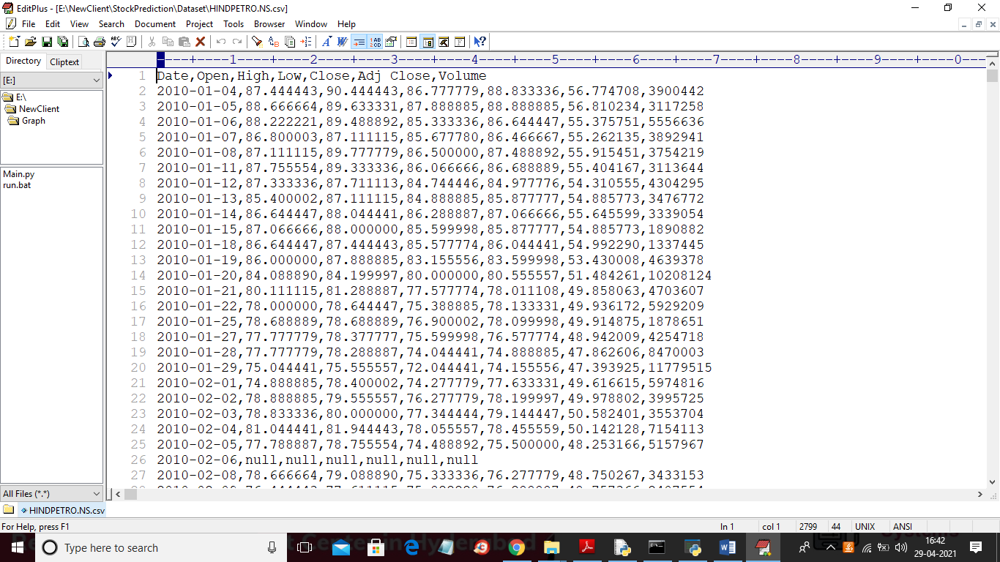 EditPlus - [E:\NewClient\StockPrediction\Dataset\HINDPETRO.NS.csv]
File Edit View Search Document Project Tools Browser Window Help
Directory Cliptext
[E:]
E:\
NewClient
Graph
Main.py
run.bat
----+----1----+----2----+----3----+----4----+----5----+----6----+----7----+----8----+----9----+----0----
1 Date,Open,High,Low,Close,Adj Close,Volume
2 2010-01-04,87.444443,90.444443,86.777779,88.833336,56.774708,3900442
3 2010-01-05,88.666664,89.633331,87.888885,88.888885,56.810234,3117258
4 2010-01-06,88.222221,89.488892,85.333336,86.644447,55.375751,5556636
5 2010-01-07,86.800003,87.111115,85.677780,86.466667,55.262135,3892941
6 2010-01-08,87.111115,89.777779,86.500000,87.488892,55.915451,3754219
7 2010-01-11,87.755554,89.333336,86.066666,86.688889,55.404167,3113644
8 2010-01-12,87.333336,87.711113,84.744446,84.977776,54.310555,4304295
9 2010-01-13,85.400002,87.111115,84.888885,85.877777,54.885773,3476772
10 2010-01-14,86.644447,88.044441,86.288887,87.066666,55.645599,3339054
11 2010-01-15,87.066666,88.000000,85.599998,85.877777,54.885773,1890882
12 2010-01-18,86.644447,87.444443,85.577774,86.044441,54.992290,1337445
13 2010-01-19,86.000000,87.888885,83.155556,83.599998,53.430008,4639378
14 2010-01-20,84.088890,84.199997,80.000000,80.555557,51.484261,10208124
15 2010-01-21,80.111115,81.288887,77.577774,78.011108,49.858063,4703607
16 2010-01-22,78.000000,78.644447,75.388885,78.133331,49.936172,5929209
17 2010-01-25,78.688889,78.688889,76.900002,78.099998,49.914875,1878651
18 2010-01-27,77.777779,78.377777,75.599998,76.577774,48.942009,4254718
19 2010-01-28,77.777779,78.288887,74.044441,74.888885,47.862606,8470003
20 2010-01-29,75.044441,75.555557,72.044441,74.155556,47.393925,11779515
21 2010-02-01,74.888885,78.400002,74.277779,77.633331,49.616615,5974816
22 2010-02-02,78.888885,79.555557,76.277779,78.199997,49.978802,3995725
23 2010-02-03,78.833336,80.000000,77.344444,79.144447,50.582401,3553704
24 2010-02-04,81.044441,81.944443,78.055557,78.455559,50.142128,7154113
25 2010-02-05,77.788887,78.755554,74.488892,75.500000,48.253166,5157967
26 2010-02-06,null,null,null,null,null,null
27 2010-02-08,78.666664,79.088890,75.333336,76.277779,48.750267,3433153
All Files (*.*)
HINDPETRO.NS.csv
For Help, press F1 ln 1 col 1 2799 44 UNIX ANSI
Type here to search
16:42
29-04-2021